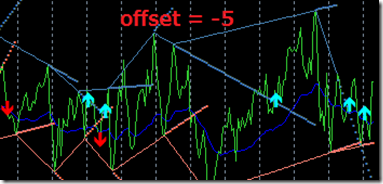 offset = -5